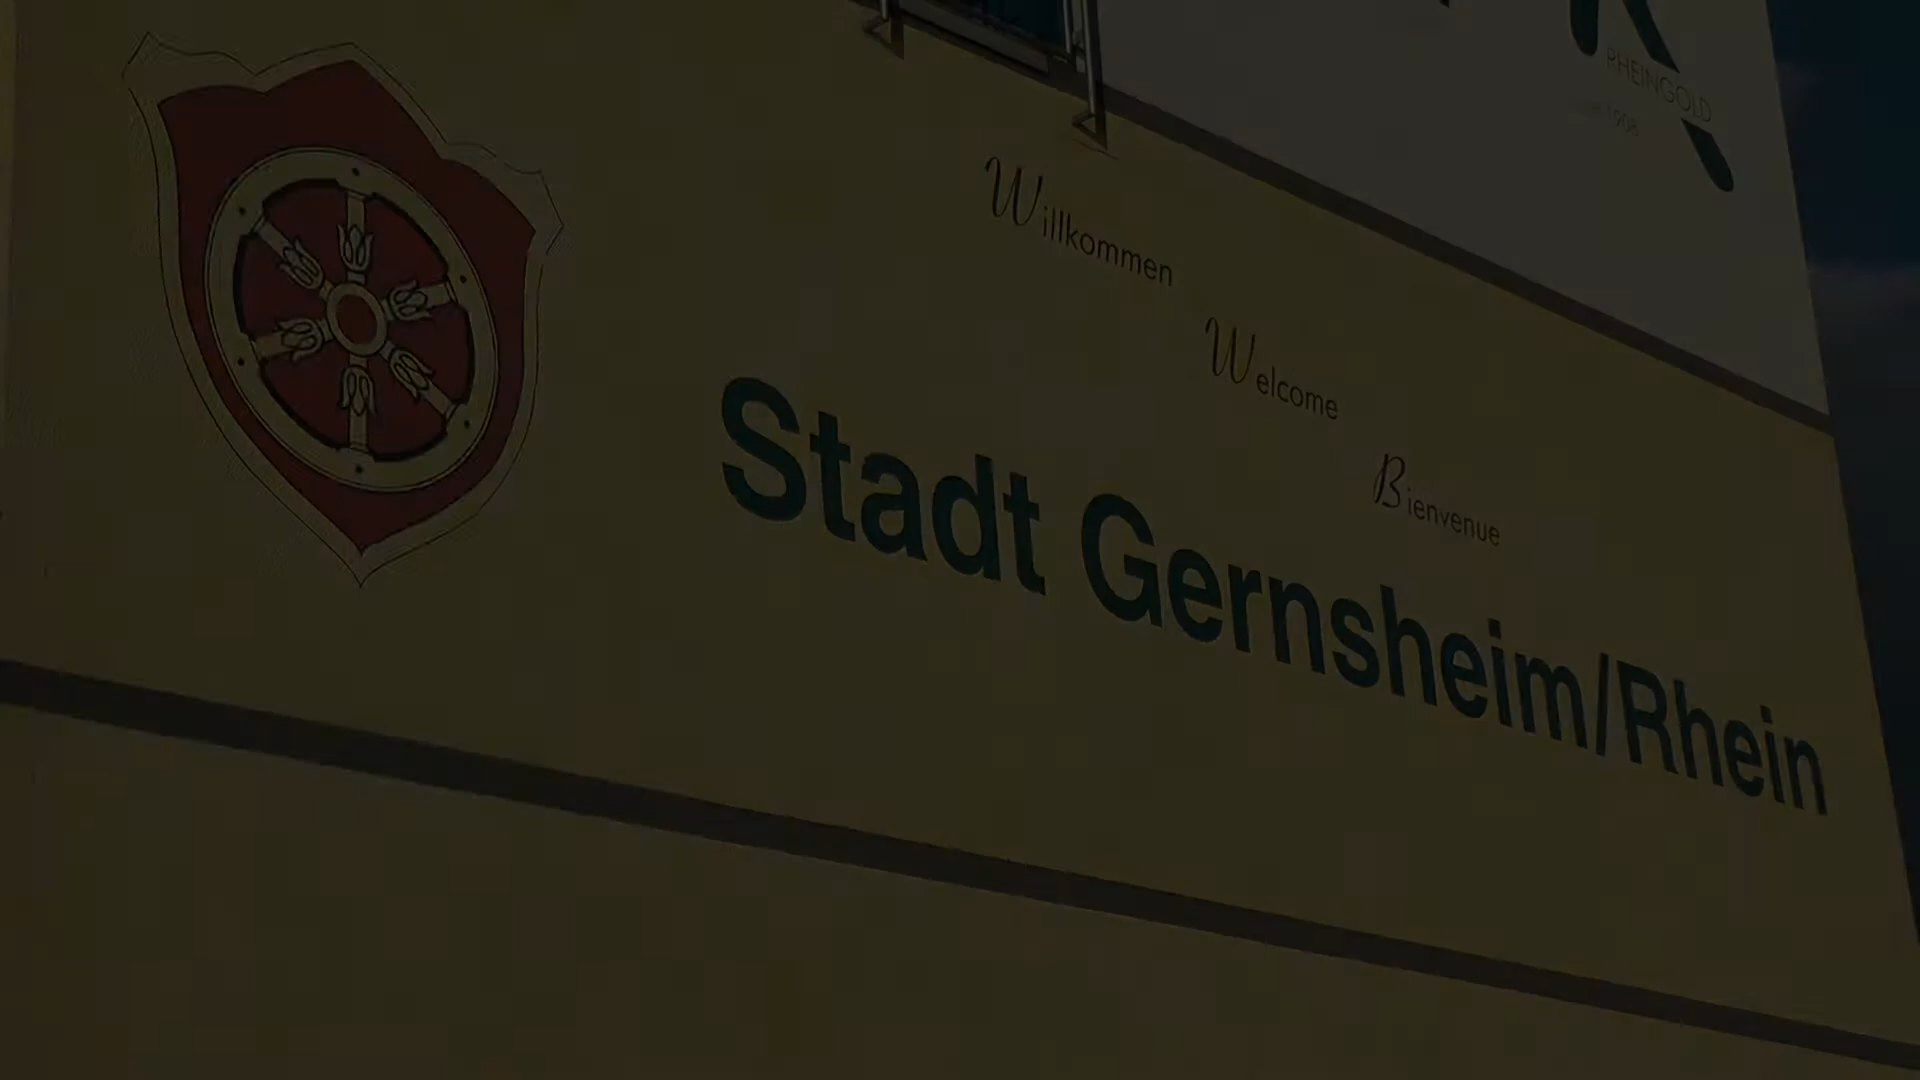 RHEINGOLD
Willkommen
Welcome
Bienvenue
Stadt Gernsheim/Rhein